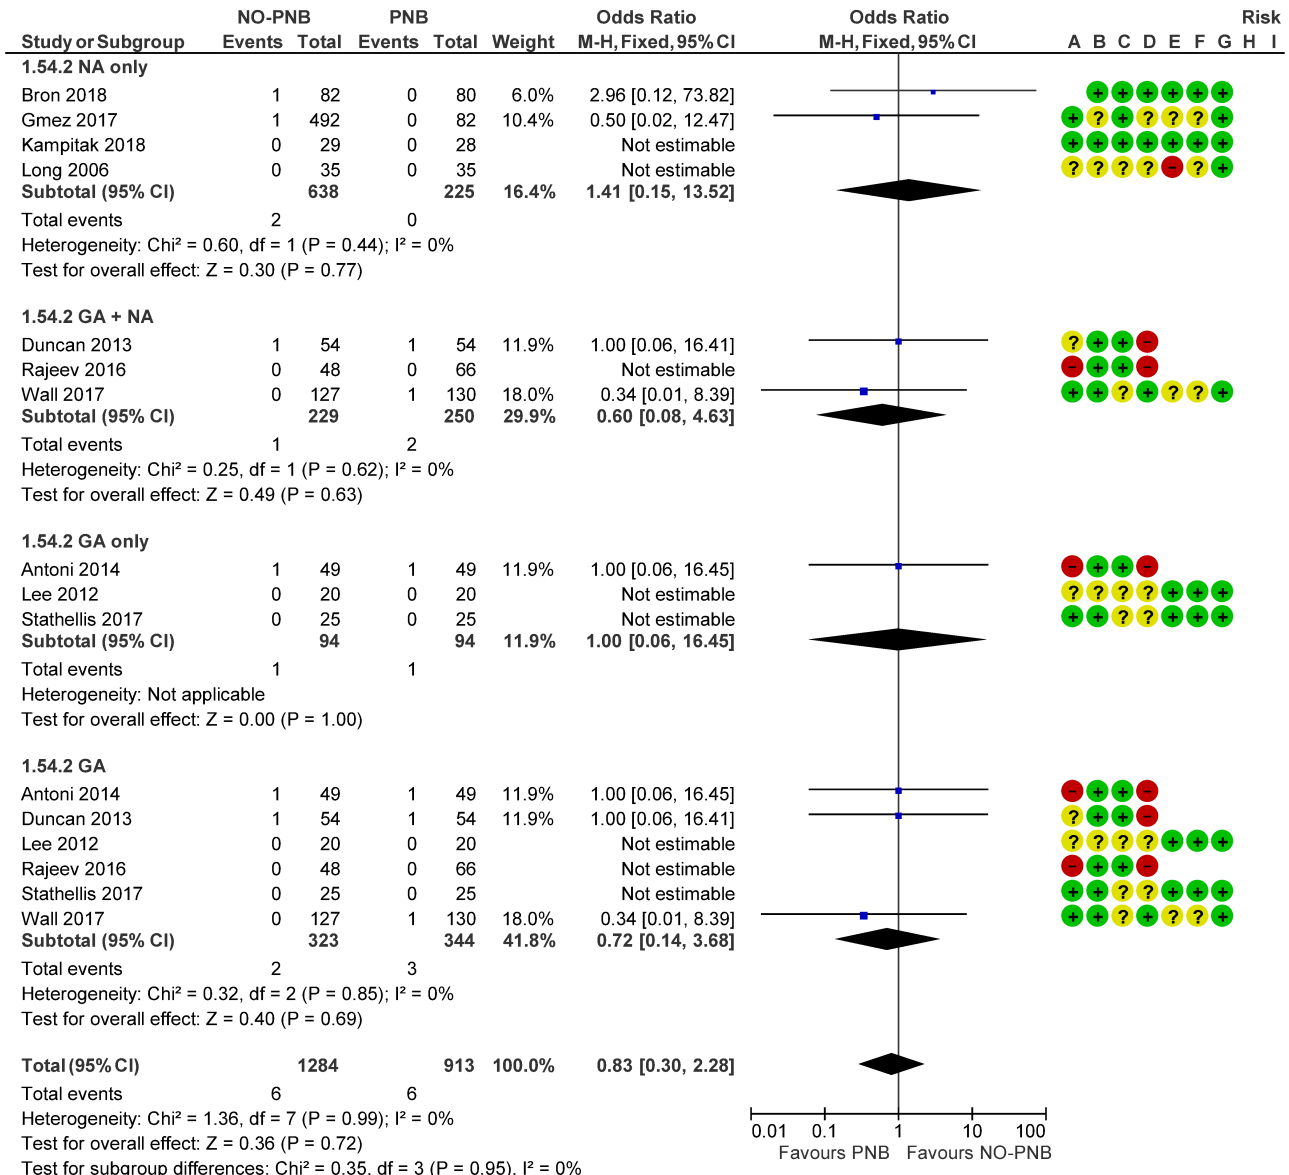 NO-PNB PNB Odds Ratio Odds Ratio Risk
Study or Subgroup Events Total Events Total Weight M-H, Fixed, 95% CI M-H, Fixed, 95% CI A B C D E F G H I
1.54.2 NA only
Bron 2018 1 82 0 80 6.0% 2.96 [0.12, 73.82] + + + + + +
Gmez 2017 1 492 0 82 10.4% 0.50 [0.02, 12.47] + ? + ? ? ? +
Kampitak 2018 0 29 0 28 Not estimable + + + + + + +
Long 2006 0 35 0 35 Not estimable ? ? ? ? - ? +
Subtotal (95% CI) 638 225 16.4% 1.41 [0.15, 13.52]
Total events 2 0
Heterogeneity: Chi² = 0.60, df = 1 (P = 0.44); I² = 0%
Test for overall effect: Z = 0.30 (P = 0.77)
1.54.2 GA + NA
Duncan 2013 1 54 1 54 11.9% 1.00 [0.06, 16.41] ? + + -
Rajeev 2016 0 48 0 66 Not estimable - + + -
Wall 2017 0 127 1 130 18.0% 0.34 [0.01, 8.39] + + ? + ? ? +
Subtotal (95% CI) 229 250 29.9% 0.60 [0.08, 4.63]
Total events 1 2
Heterogeneity: Chi² = 0.25, df = 1 (P = 0.62); I² = 0%
Test for overall effect: Z = 0.49 (P = 0.63)
1.54.2 GA only
Antoni 2014 1 49 1 49 11.9% 1.00 [0.06, 16.45] - + + -
Lee 2012 0 20 0 20 Not estimable ? ? ? ? + + +
Stathellis 2017 0 25 0 25 Not estimable + + ? ? + + +
Subtotal (95% CI) 94 94 11.9% 1.00 [0.06, 16.45]
Total events 1 1
Heterogeneity: Not applicable
Test for overall effect: Z = 0.00 (P = 1.00)
1.54.2 GA
Antoni 2014 1 49 1 49 11.9% 1.00 [0.06, 16.45] - + + -
Duncan 2013 1 54 1 54 11.9% 1.00 [0.06, 16.41] ? + + -
Lee 2012 0 20 0 20 Not estimable ? ? ? ? + + +
Rajeev 2016 0 48 0 66 Not estimable - + + -
Stathellis 2017 0 25 0 25 Not estimable + + ? ? + + +
Wall 2017 0 127 1 130 18.0% 0.34 [0.01, 8.39] + + ? + ? ? +
Subtotal (95% CI) 323 344 41.8% 0.72 [0.14, 3.68]
Total events 2 3
Heterogeneity: Chi² = 0.32, df = 2 (P = 0.85); I² = 0%
Test for overall effect: Z = 0.40 (P = 0.69)
Total (95% CI) 1284 913 100.0% 0.83 [0.30, 2.28]
Total events 6 6
Heterogeneity: Chi² = 1.36, df = 7 (P = 0.99); I² = 0%
Test for overall effect: Z = 0.36 (P = 0.72)
Test for subgroup differences: Chi² = 0.35, df = 3 (P = 0.95), I² = 0%
0.01 0.1 1 10 100
Favours PNB Favours NO-PNB